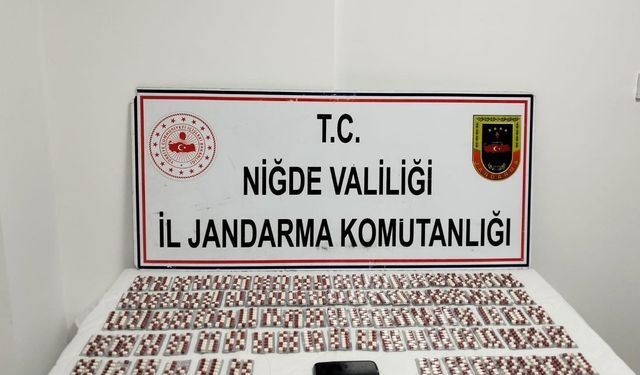 T.C.
NİĞDE VALİLİĞİ
İL JANDARMA KOMUTANLIĞI